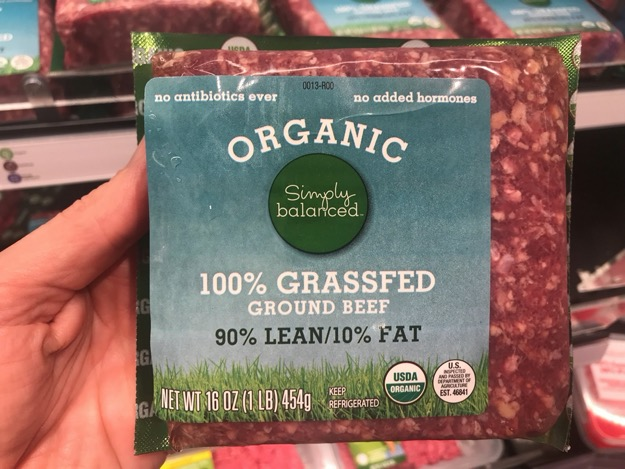 USDA
0013-R00
no antibiotics ever
no added hormones
ORGANIC
Simply
balanced
100% GRASSFED
GROUND BEEF
90% LEAN/10% FAT
NET WT 16 OZ (1 LB) 454g
KEEP
REFRIGERATED
USDA
ORGANIC
U.S.
INSPECTED
AND PASSED BY
DEPARTMENT OF
AGRICULTURE
EST. 46841